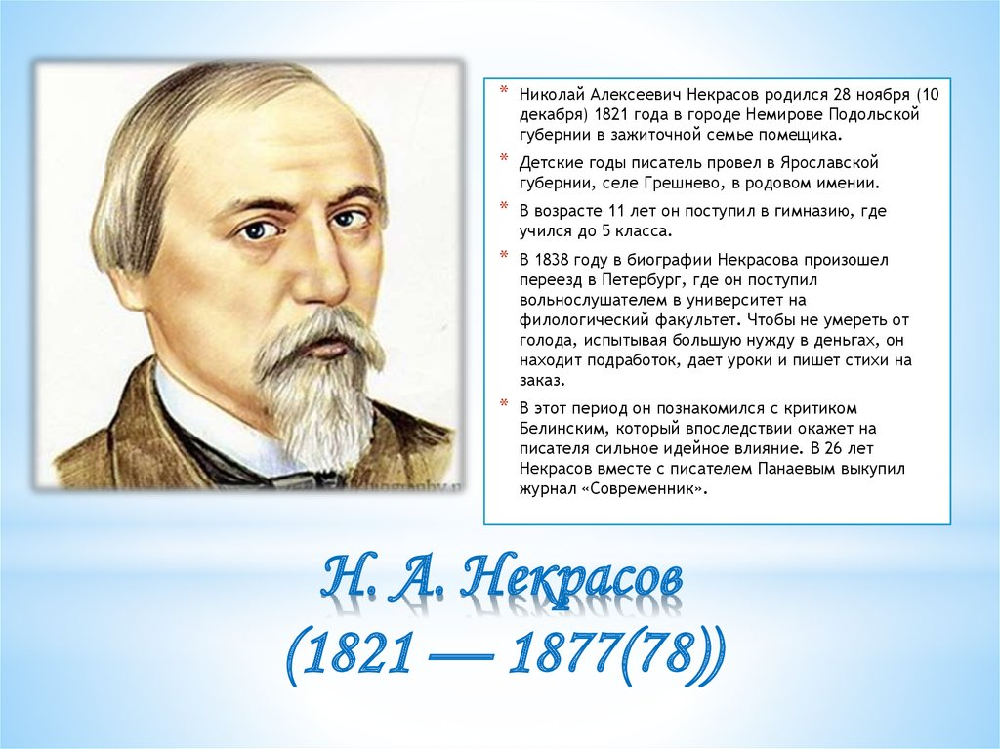 * Николай Алексеевич Некрасов родился 28 ноября (10
декабря) 1821 года в городе Немирове Подольской
губернии в зажиточной семье помещика.
* Детские годы писатель провел в Ярославской
губернии, селе Грешнево, в родовом имении.
* В возрасте 11 лет он поступил в гимназию, где
учился до 5 класса.
* В 1838 году в биографии Некрасова произошел
переезд в Петербург, где он поступил
вольнослушателем в университет на
филологический факультет. Чтобы не умереть от
голода, испытывая большую нужду в деньгах, он
находит подработок, дает уроки и пишет стихи на
заказ.
* В этот период он познакомился с критиком
Белинским, который впоследствии окажет на
писателя сильное идейное влияние. В 26 лет
Некрасов вместе с писателем Панаевым выкупил
журнал «Современник».
Н. А. Некрасов
(1821 — 1877(78))